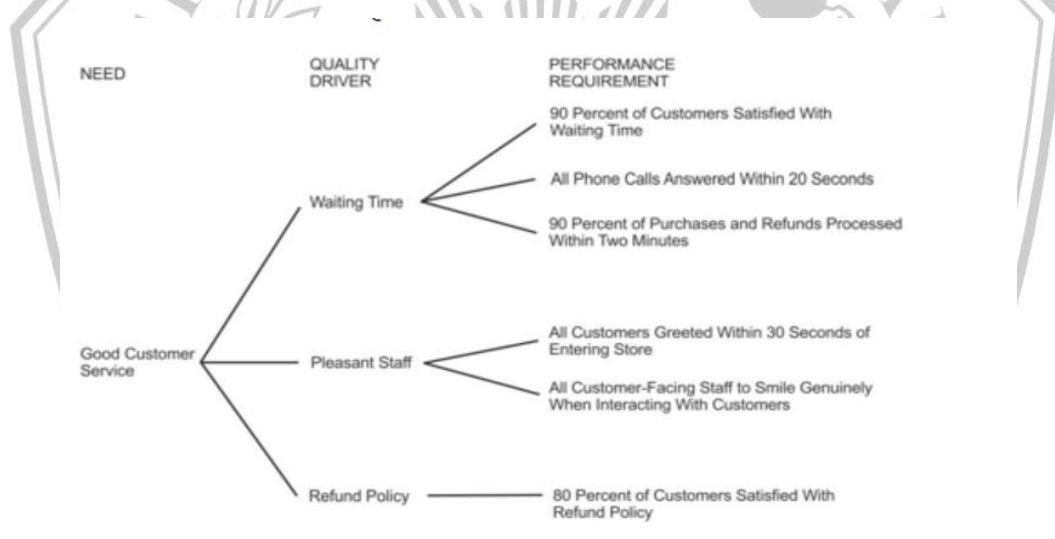 NEED
QUALITY
DRIVER
PERFORMANCE
REQUIREMENT
90 Percent of Customers Satisfied With
Waiting Time
All Phone Calls Answered Within 20 Seconds
Waiting Time
90 Percent of Purchases and Refunds Processed
Within Two Minutes
All Customers Greeted Within 30 Seconds of
Entering Store
Good Customer
Service
Pleasant Staff
All Customer-Facing Staff to Smile Genuinely
When Interacting With Customers
Refund Policy
80 Percent of Customers Satisfied With
Refund Policy